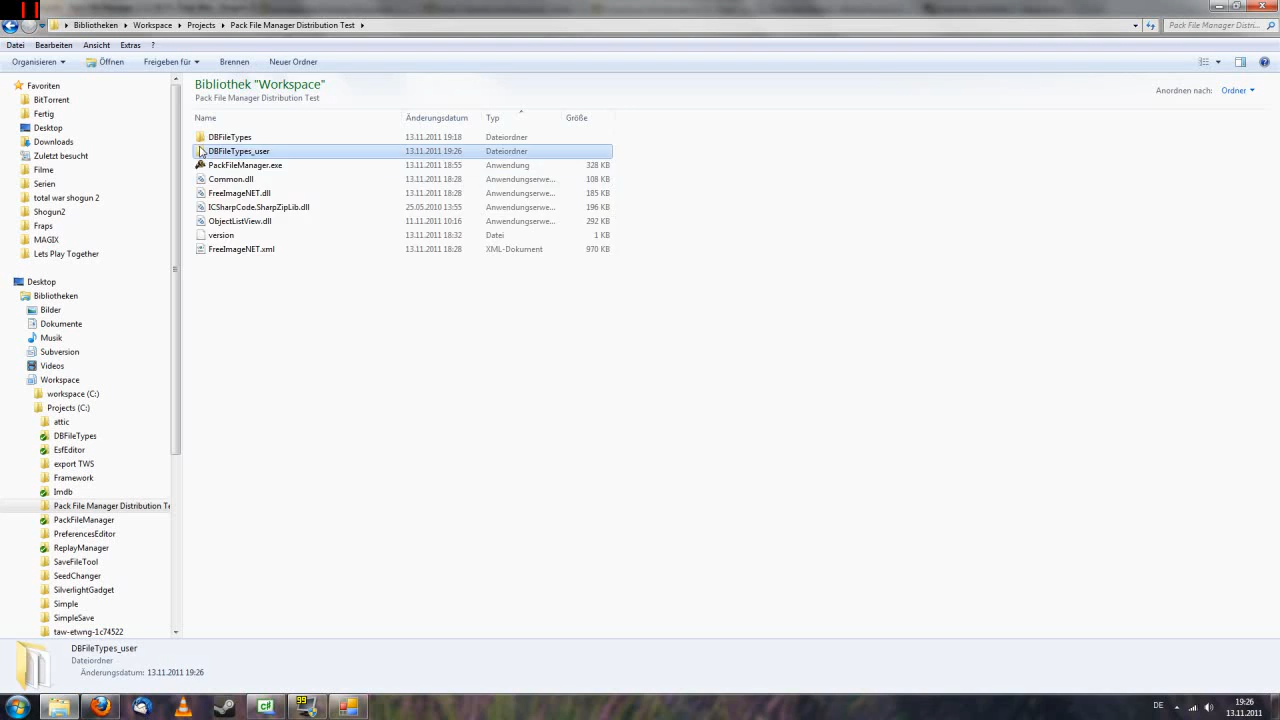 Bibliotheken Workspace Projects Pack File Manager Distribution Test Pack File Manager Distri...
Datei Bearbeiten Ansicht Extras ?
Organisieren Öffnen Freigeben für Brennen Neuer Ordner
Favoriten
BitTorrent
Fertig
Desktop
Downloads
Zuletzt besucht
Filme
Serien
total war shogun 2
Shogun2
Fraps
MAGIX
Lets Play Together
Desktop
Bibliotheken
Bilder
Dokumente
Musik
Subversion
Videos
Workspace
workspace (C:)
Projects (C:)
attic
DBFileTypes
EsfEditor
export TWS
Framework
Imdb
Pack File Manager Distribution Te
PackFileManager
PreferencesEditor
ReplayManager
SaveFileTool
SeedChanger
SilverlightGadget
Simple
SimpleSave
taw-etwng-1c74522
Bibliothek "Workspace"
Pack File Manager Distribution Test
Anordnen nach: Ordner
Name Änderungsdatum Typ Größe
DBFileTypes 13.11.2011 19:18 Dateiordner
DBFileTypes_user 13.11.2011 19:26 Dateiordner
PackFileManager.exe 13.11.2011 18:55 Anwendung 328 KB
Common.dll 13.11.2011 18:28 Anwendungserwe... 108 KB
FreeImageNET.dll 13.11.2011 18:28 Anwendungserwe... 185 KB
ICSharpCode.SharpZipLib.dll 25.05.2010 13:55 Anwendungserwe... 196 KB
ObjectListView.dll 11.11.2011 10:16 Anwendungserwe... 292 KB
version 13.11.2011 18:32 Datei 1 KB
FreeImageNET.xml 13.11.2011 18:28 XML-Dokument 970 KB
DBFileTypes_user
Dateiordner
Änderungsdatum: 13.11.2011 19:26
99
DE
19:26
13.11.2011